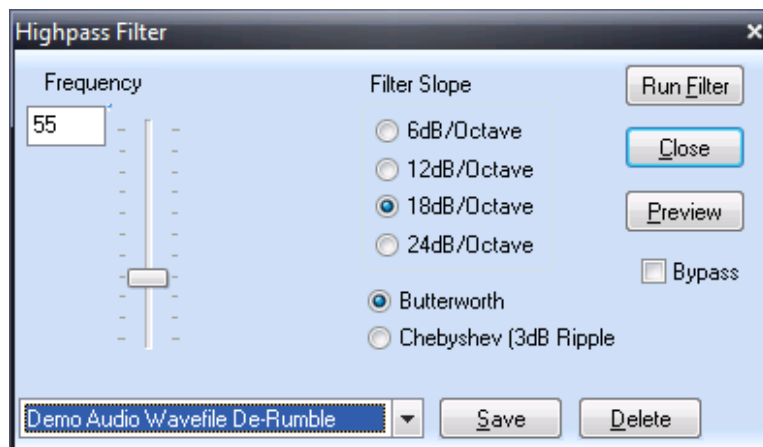 Highpass Filter
Frequency
55
Filter Slope
6dB/Octave
12dB/Octave
18dB/Octave
24dB/Octave
Butterworth
Chebyshev (3dB Ripple
Run Filter
Close
Preview
Bypass
Demo Audio Wavefile De-Rumble
Save
Delete